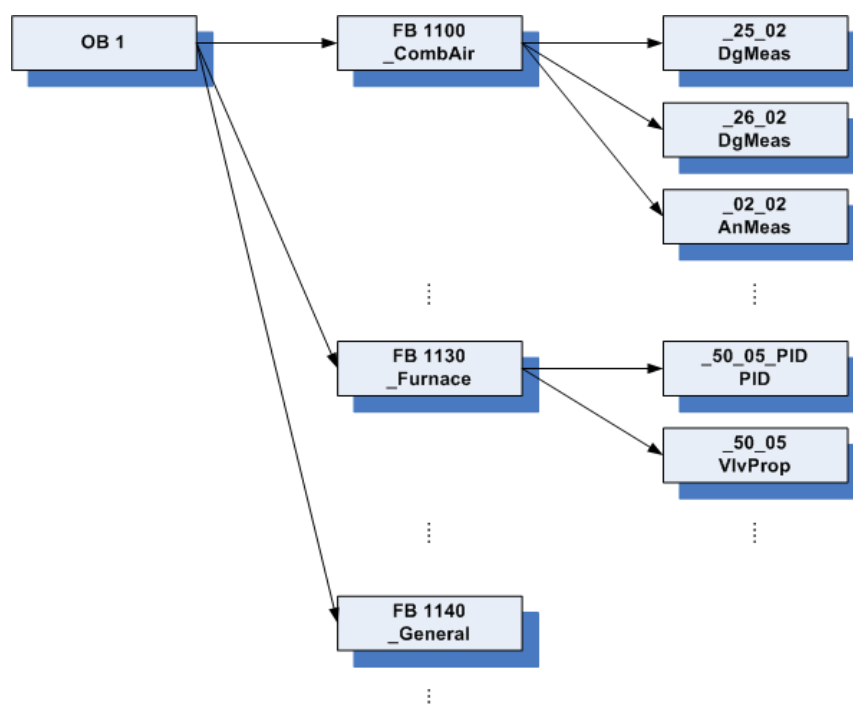 OB 1
FB 1100
_CombAir
_25_02
DgMeas
_26_02
DgMeas
_02_02
AnMeas
FB 1130
_Furnace
_50_05_PID
PID
_50_05
VlvProp
FB 1140
_General